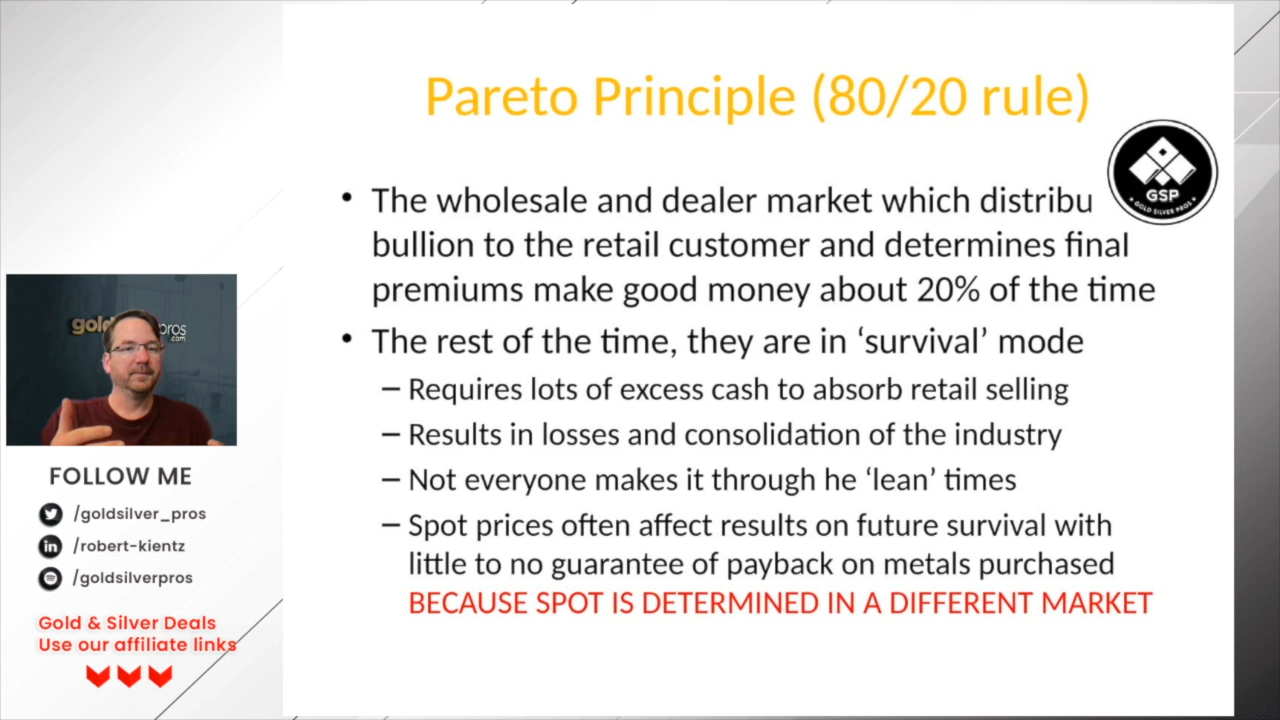 Pareto Principle (80/20 rule)
• The wholesale and dealer market which distribu
bullion to the retail customer and determines final
premiums make good money about 20% of the time
• The rest of the time, they are in ‘survival’ mode
– Requires lots of excess cash to absorb retail selling
– Results in losses and consolidation of the industry
– Not everyone makes it through he ‘lean’ times
– Spot prices often affect results on future survival with
little to no guarantee of payback on metals purchased
BECAUSE SPOT IS DETERMINED IN A DIFFERENT MARKET
GSP
GOLD SILVER PROS
gold pros
.com
FOLLOW ME
/goldsilver_pros
/robert-kientz
/goldsilverpros
Gold & Silver Deals
Use our affiliate links